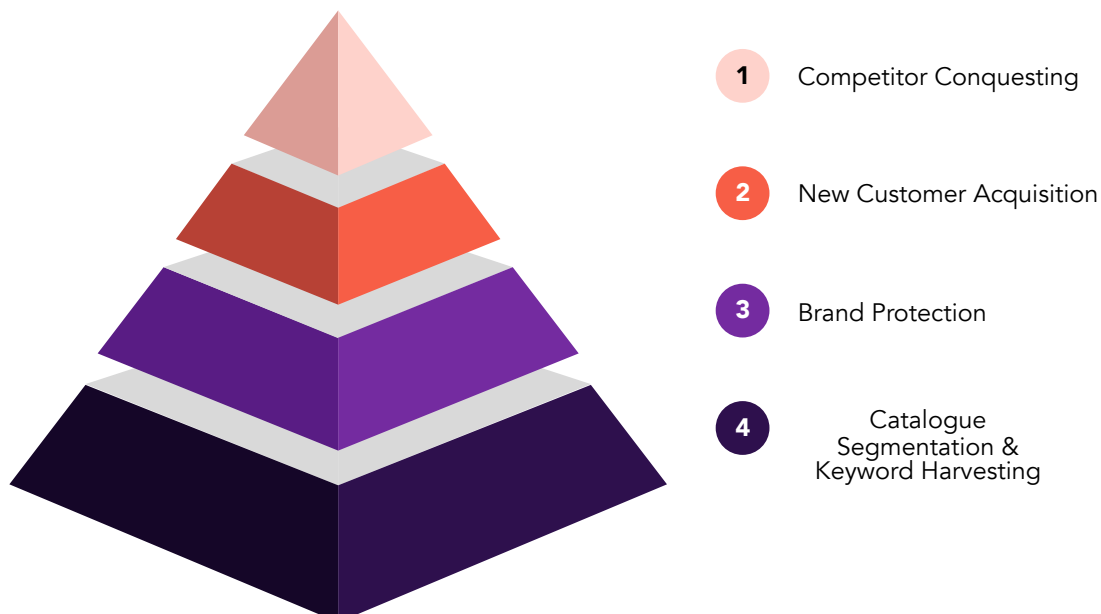 1 Competitor Conquesting
2 New Customer Acquisition
3 Brand Protection
4 Catalogue
Segmentation &
Keyword Harvesting